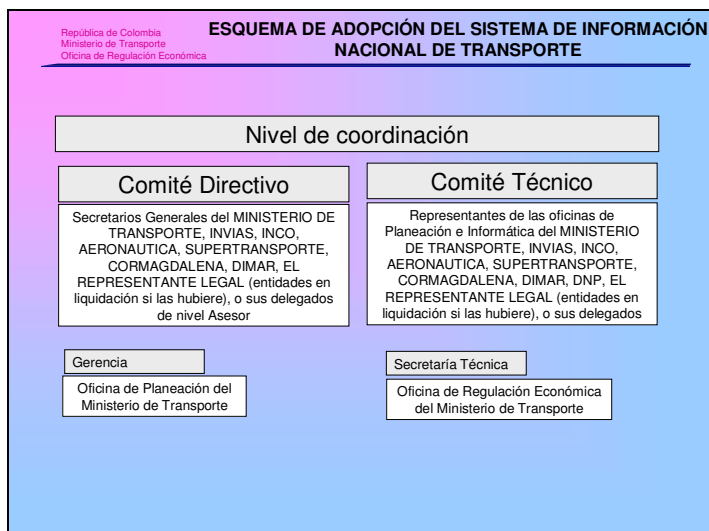 República de Colombia
Ministerio de Transporte
Oficina de Regulación Económica
ESQUEMA DE ADOPCIÓN DEL SISTEMA DE INFORMACIÓN
NACIONAL DE TRANSPORTE
Nivel de coordinación
Comité Directivo
Secretarios Generales del MINISTERIO DE
TRANSPORTE, INVIAS, INCO,
AERONAUTICA, SUPERTRANSPORTE,
CORMAGDALENA, DIMAR, EL
REPRESENTANTE LEGAL (entidades en
liquidación si las hubiere), o sus delegados
de nivel Asesor
Comité Técnico
Representantes de las oficinas de
Planeación e Informática del MINISTERIO
DE TRANSPORTE, INVIAS, INCO,
AERONAUTICA, SUPERTRANSPORTE,
CORMAGDALENA, DIMAR, DNP, EL
REPRESENTANTE LEGAL (entidades en
liquidación si las hubiere), o sus delegados
Gerencia
Oficina de Planeación del
Ministerio de Transporte
Secretaría Técnica
Oficina de Regulación Económica
del Ministerio de Transporte